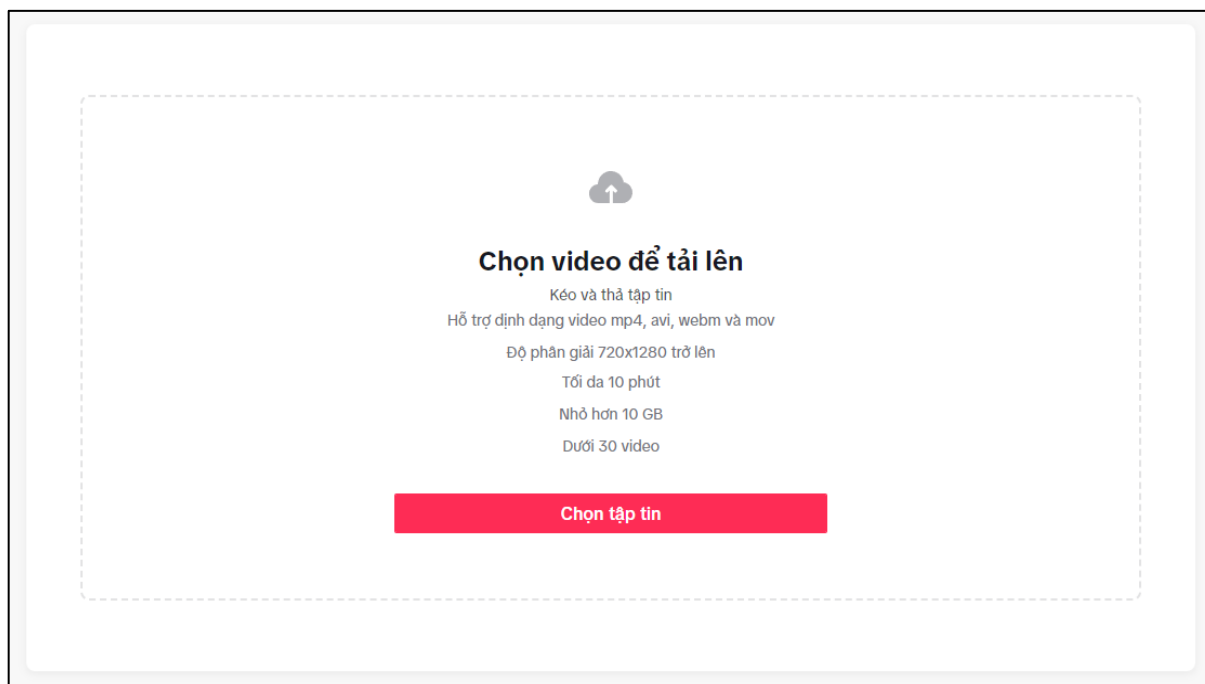 Chọn video để tải lên
Kéo và thả tập tin
Hỗ trợ định dạng video mp4, avi, webm và mov
Độ phân giải 720x1280 trở lên
Tối đa 10 phút
Nhỏ hơn 10 GB
Dưới 30 video
Chọn tập tin